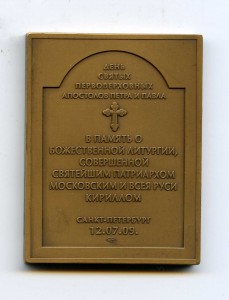 ДЕНЬ
СВЯТЫХ
ПЕРВОВЕРХОВНЫХ
АПОСТОЛОВ ПЕТРА И ПАВЛА
В ПАМЯТЬ О
БОЖЕСТВЕННОЙ ЛИТУРГИИ,
СОВЕРШЕННОЙ
СВЯТЕЙШИМ ПАТРИАРХОМ
МОСКОВСКИМ И ВСЕЯ РУСИ
КИРИЛЛОМ
САНКТ-ПЕТЕРБУРГ
12.07.09.